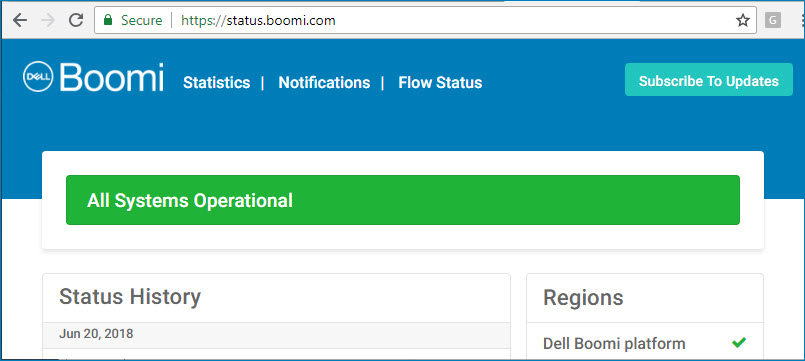 Secure https://status.boomi.com G
DELL Boomi Statistics | Notifications | Flow Status Subscribe To Updates
All Systems Operational
Status History
Jun 20, 2018
Regions
Dell Boomi platform